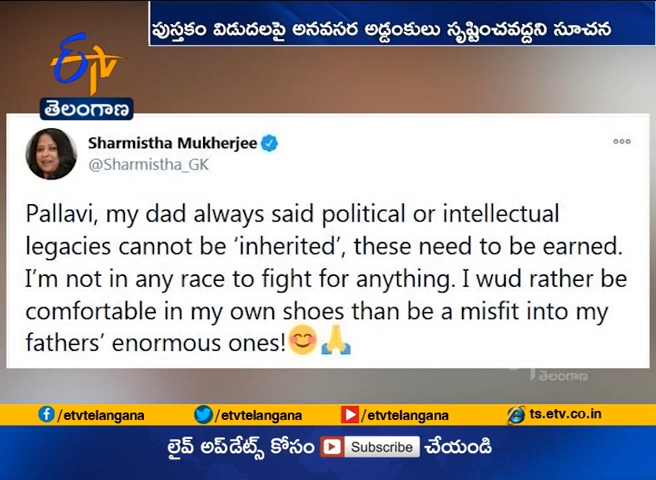 పుస్తకం విడుదలపై అనవసర అడ్డంకులు సృష్టించవద్దని సూచన
ETV
తెలంగాణ
Sharmistha Mukherjee
@Sharmistha_GK
Pallavi, my dad always said political or intellectual
legacies cannot be ‘inherited’, these need to be earned.
I’m not in any race to fight for anything. I wud rather be
comfortable in my own shoes than be a misfit into my
fathers’ enormous ones!😊🙏
తెలంగాణ
/etvtelangana /etvtelangana /etvtelangana ts.etv.co.in
లైవ్ అప్‌డేట్స్ కోసం Subscribe చేయండి